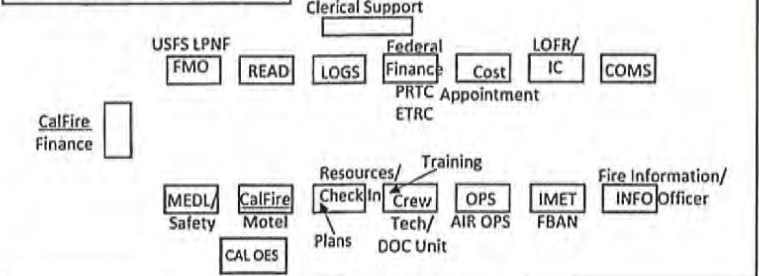 Clerical Support
USFS LPNF
FMO
READ
LOGS
Federal
Finance
PRTC
ETRC
Cost
Appointment
LOFR/
IC
COMS
CalFire
Finance
MEDL/
Safety
CalFire
Motel
CAL OES
Resources/
Check In
Plans
Training
Crew
Tech/
DOC Unit
OPS
AIR OPS
IMET
FBAN
Fire Information/
INFO Officer